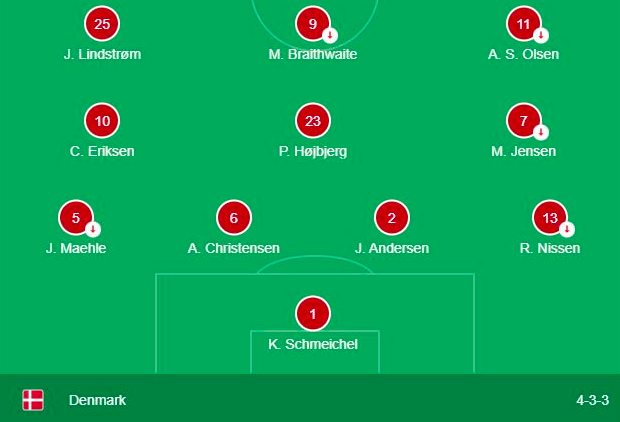 25 9 11
J. Lindstrøm M. Braithwaite A. S. Olsen
10 23 7
C. Eriksen P. Højbjerg M. Jensen
5 6 2 13
J. Maehle A. Christensen J. Andersen R. Nissen
1
K. Schmeichel
Denmark 4-3-3